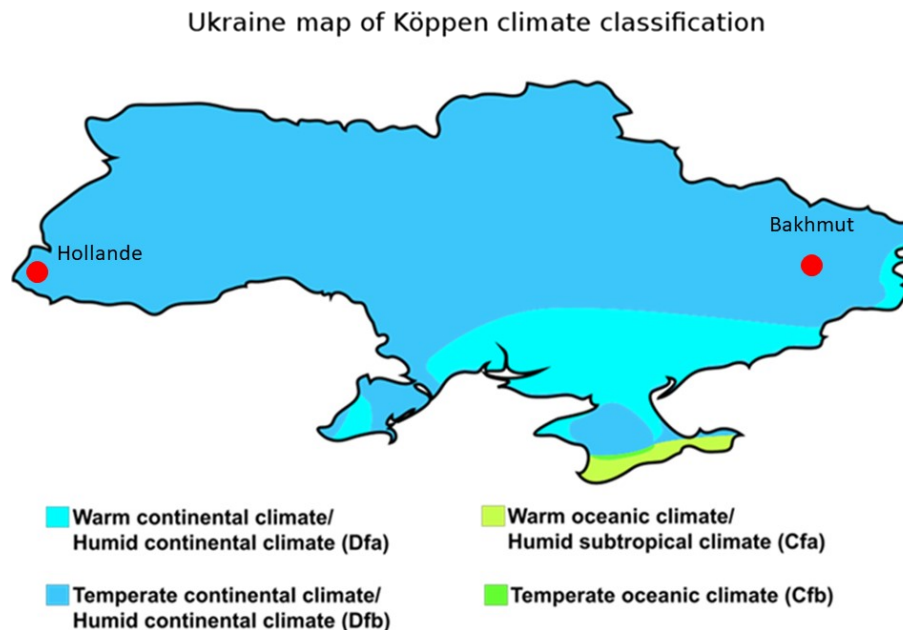 Ukraine map of Köppen climate classification
Bakhmut
Hollande
Warm continental climate/
Humid continental climate (Dfa)
Warm oceanic climate/
Humid subtropical climate (Cfa)
Temperate continental climate/
Humid continental climate (Dfb)
Temperate oceanic climate (Cfb)